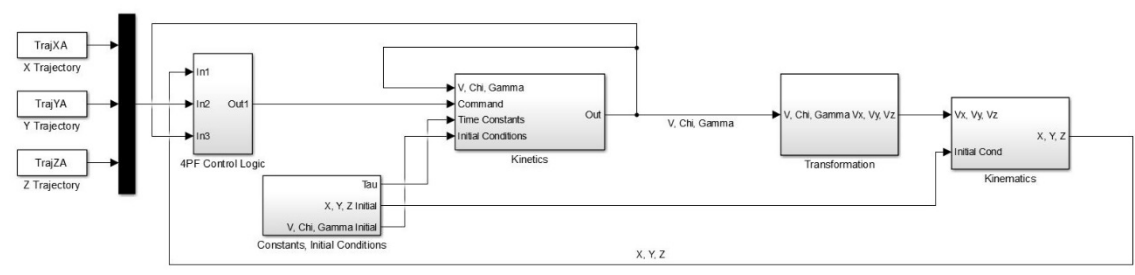 TrajXA
X Trajectory
TrajYA
Y Trajectory
TrajZA
Z Trajectory
In1
In2
In3
Out1
4PF Control Logic
V, Chi, Gamma
Command
Time Constants
Initial Conditions
Out
Kinetics
Tau
X, Y, Z Initial
V, Chi, Gamma Initial
Constants, Initial Conditions
V, Chi, Gamma
V, Chi, Gamma Vx, Vy, Vz
Transformation
Vx, Vy, Vz
Initial Cond
X, Y, Z
Kinematics
X, Y, Z